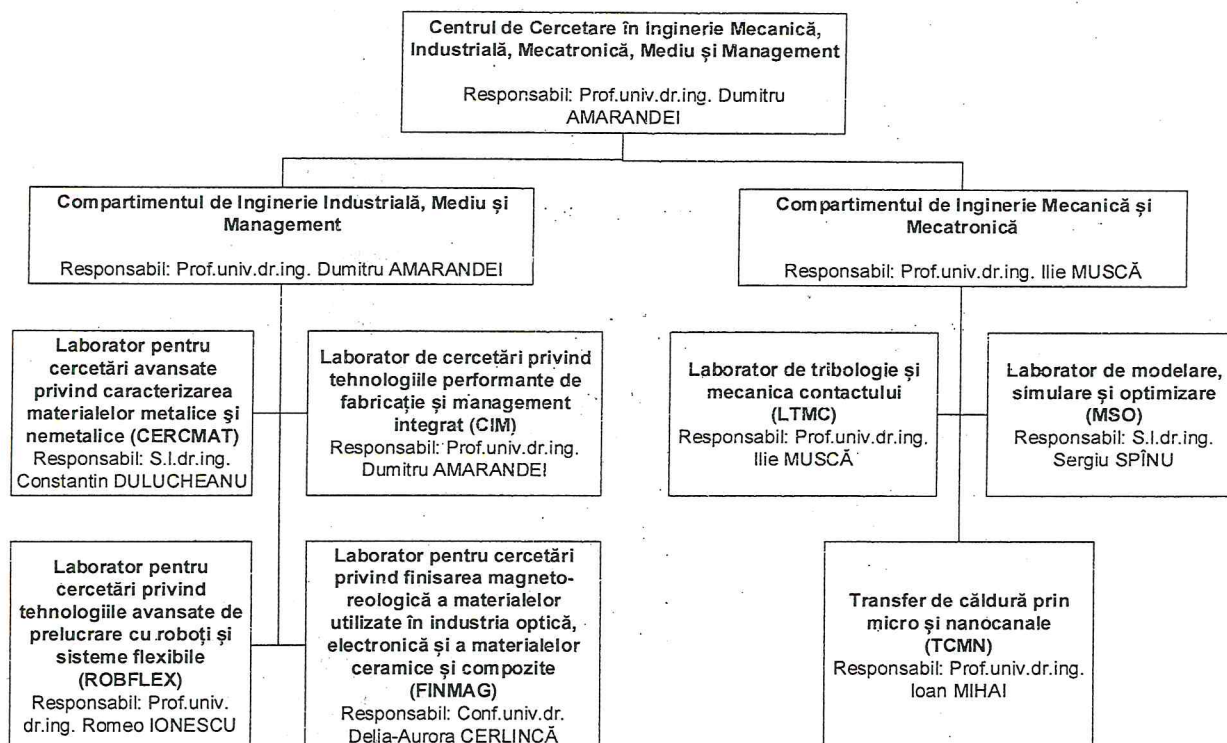 Centrul de Cercetare în Inginerie Mecanică,
Industrială, Mecatronică, Mediu și Management
Responsabil: Prof.univ.dr.ing. Dumitru
AMARANDEI
Compartimentul de Inginerie Industrială, Mediu și
Management
Responsabil: Prof.univ.dr.ing. Dumitru AMARANDEI
Compartimentul de Inginerie Mecanică și
Mecatronică
Responsabil: Prof.univ.dr.ing. Ilie MUSCĂ
Laborator pentru
cercetări avansate
privind caracterizarea
materialelor metalice și
nemetalice (CERCMAT)
Responsabil: S.l.dr.ing.
Constantin DULUCHEANU
Laborator de cercetări privind
tehnologiile performante de
fabricație și management
integrat (CIM)
Responsabil: Prof.univ.dr.ing.
Dumitru AMARANDEI
Laborator de tribologie și
mecanica contactului
(LTMC)
Responsabil: Prof.univ.dr.ing.
Ilie MUSCĂ
Laborator de modelare,
simulare și optimizare
(MSO)
Responsabil: S.l.dr.ing.
Sergiu SPÎNU
Laborator pentru
cercetări privind
tehnologiile avansate de
prelucrare cu roboți și
sisteme flexibile
(ROBFLEX)
Responsabil: Prof.univ.
dr.ing. Romeo IONESCU
Laborator pentru cercetări
privind finisarea magneto-
reologică a materialelor
utilizate în industria optică,
electronică și a materialelor
ceramice și compozite
(FINMAG)
Responsabil: Conf.univ.dr.
Delia-Aurora CERLINCĂ
Transfer de căldură prin
micro și nanocanale
(TCMN)
Responsabil: Prof.univ.dr.ing.
Ioan MIHAI